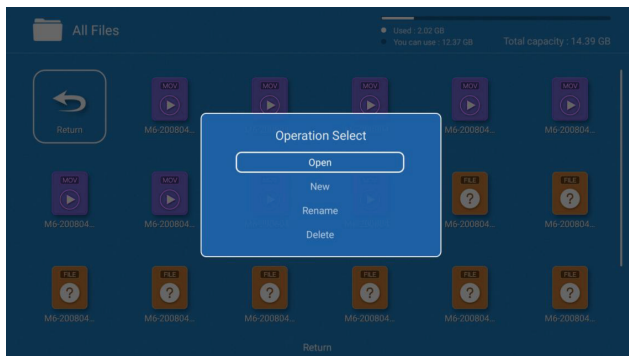 All Files
Used : 2.02 GB
You can use : 12.37 GB
Total capacity : 14.39 GB
MOV
MOV
MOV
MOV
MOV
Return
M6-200804...
M6-200804...
M6-200804...
Operation Select
Open
New
Rename
Delete
MOV
MOV
FILE
FILE
M6-200804...
M6-200804...
M6-200804...
M6-200804...
FILE
FILE
FILE
FILE
FILE
FILE
M6-200804...
M6-200804...
M6-200804...
M6-200804...
M6-200804...
M6-200804...
Return